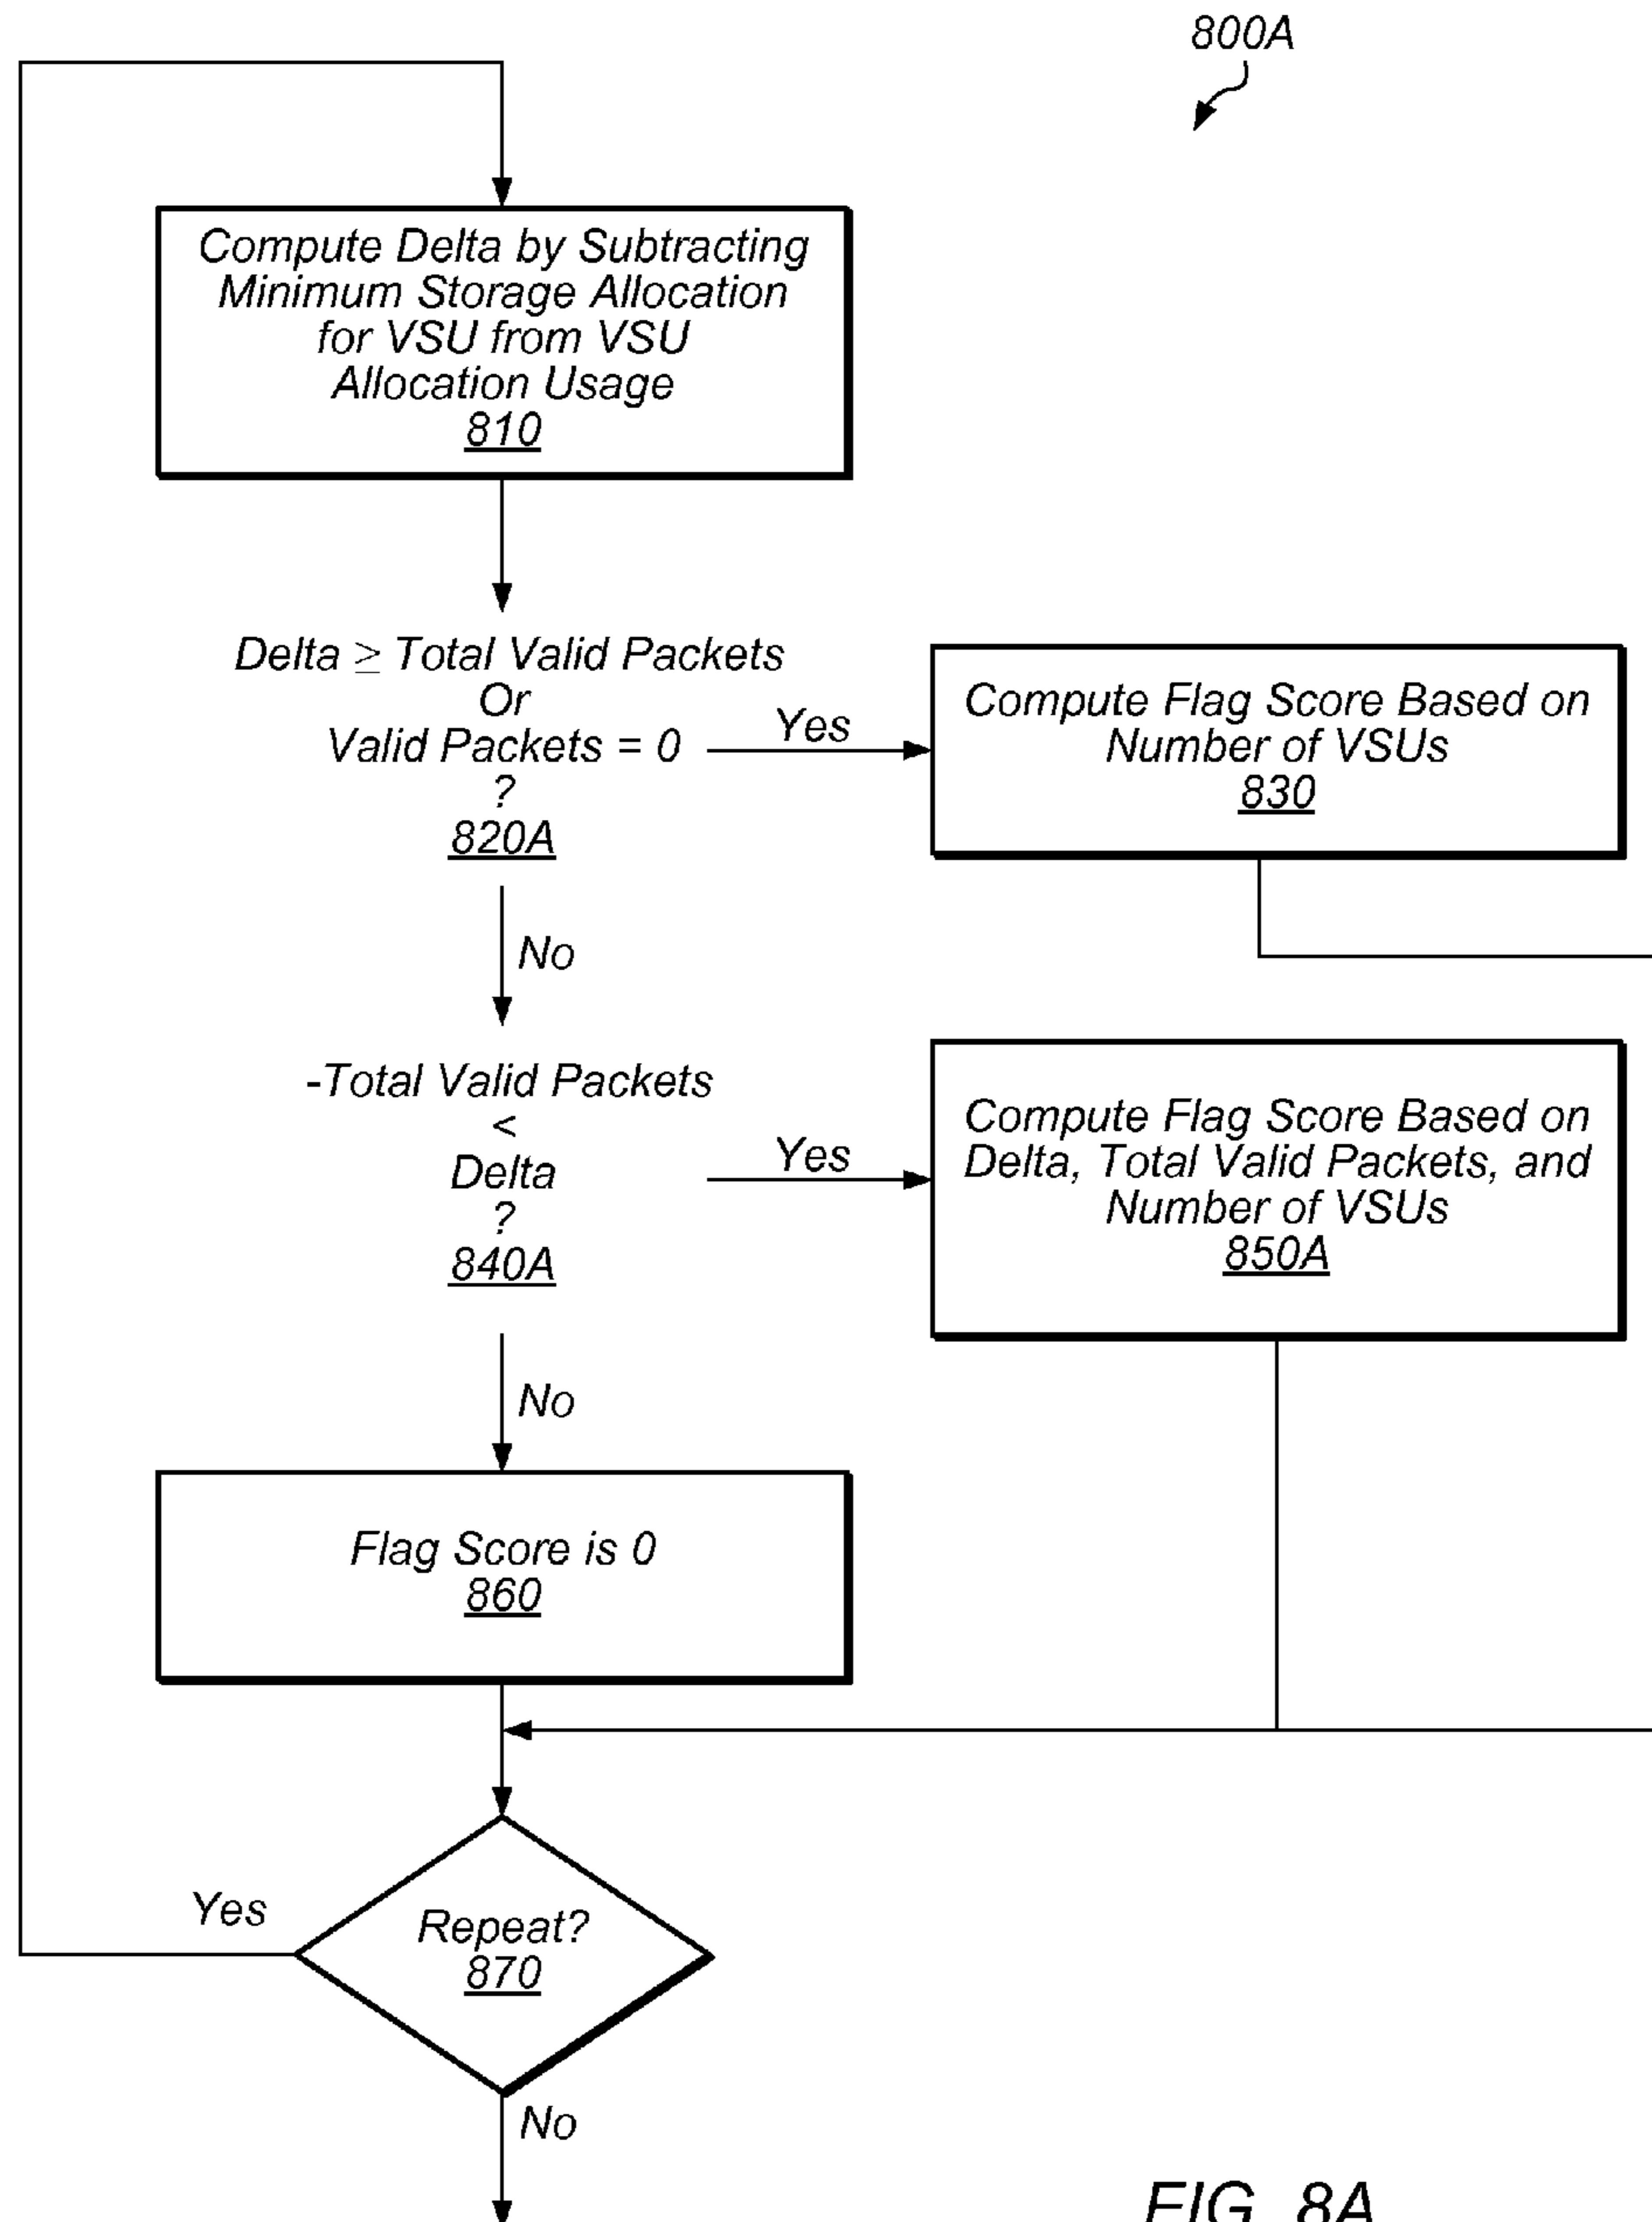 800A
Compute Delta by Subtracting
Minimum Storage Allocation
for VSU from VSU
Allocation Usage
810
Delta ≥ Total Valid Packets
Or
Valid Packets = 0
?
820A
Yes
Compute Flag Score Based on
Number of VSUs
830
No
-Total Valid Packets
<
Delta
?
840A
Yes
Compute Flag Score Based on
Delta, Total Valid Packets, and
Number of VSUs
850A
No
Flag Score is 0
860
Yes
Repeat?
870
No
FIG. 8A